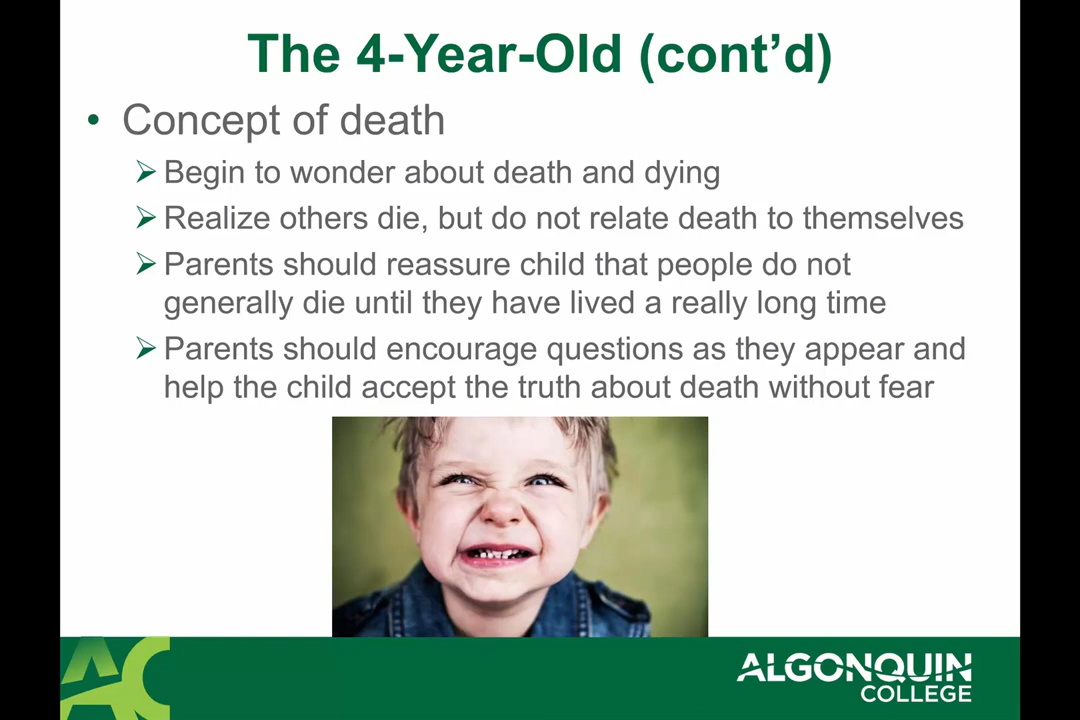 The 4-Year-Old (cont’d)
• Concept of death
➢ Begin to wonder about death and dying
➢ Realize others die, but do not relate death to themselves
➢ Parents should reassure child that people do not
generally die until they have lived a really long time
➢ Parents should encourage questions as they appear and
help the child accept the truth about death without fear
AC
ALGONQUIN
COLLEGE